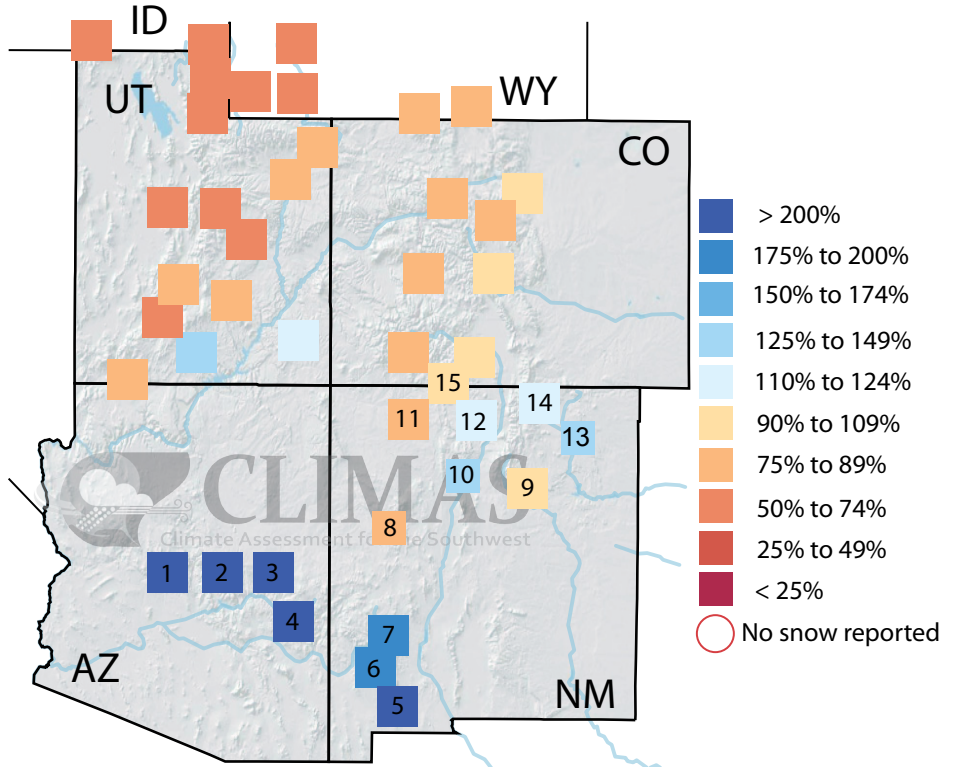 ID
UT
WY
CO
> 200%
175% to 200%
150% to 174%
125% to 149%
110% to 124%
90% to 109%
75% to 89%
50% to 74%
25% to 49%
< 25%
No snow reported
15
14
11
12
13
10
9
CLIMAS
8
Climate Assessment for the Southwest
1
2
3
4
7
6
5
AZ
NM